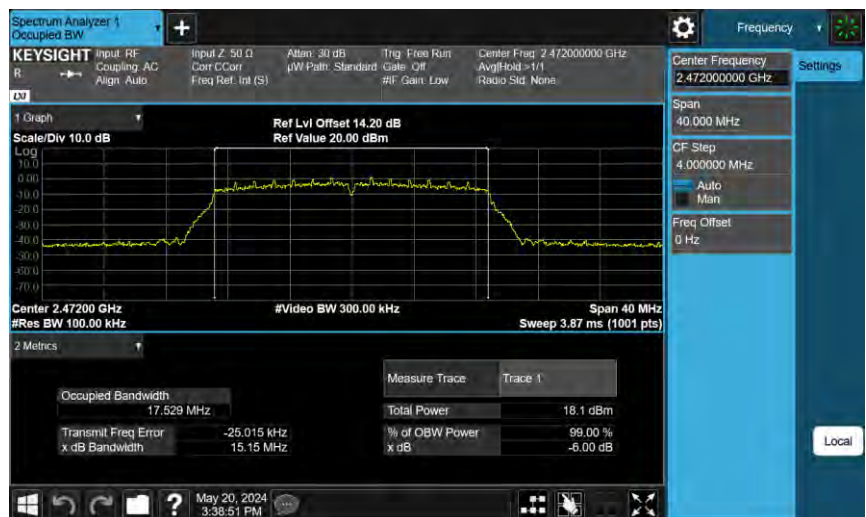 Spectrum Analyzer 1
Occupied BW
+
Frequency
KEYSIGHT
R
LXI
Input: RF
Coupling: AC
Align: Auto
Input Z: 50 Ω
Corr CCorr
Freq Ref: Int (S)
Atten: 30 dB
µW Path: Standard
Trig: Free Run
Gate: Off
#IF Gain: Low
Center Freq: 2.472000000 GHz
Avg|Hold:>1/1
Radio Std: None
Center Frequency
2.472000000 GHz
Settings
Span
40.000 MHz
CF Step
4.000000 MHz
Auto
Man
Freq Offset
0 Hz
Local
1 Graph
Scale/Div 10.0 dB
Ref Lvl Offset 14.20 dB
Ref Value 20.00 dBm
Log
10.0
0.00
-10.0
-20.0
-30.0
-40.0
-50.0
-60.0
-70.0
Center 2.47200 GHz
#Res BW 100.00 kHz
#Video BW 300.00 kHz
Span 40 MHz
Sweep 3.87 ms (1001 pts)
2 Metrics
Measure Trace Trace 1
Occupied Bandwidth
17.529 MHz
Total Power 18.1 dBm
Transmit Freq Error -25.015 kHz
% of OBW Power 99.00 %
x dB Bandwidth 15.15 MHz
x dB -6.00 dB
?
May 20, 2024
3:38:51 PM